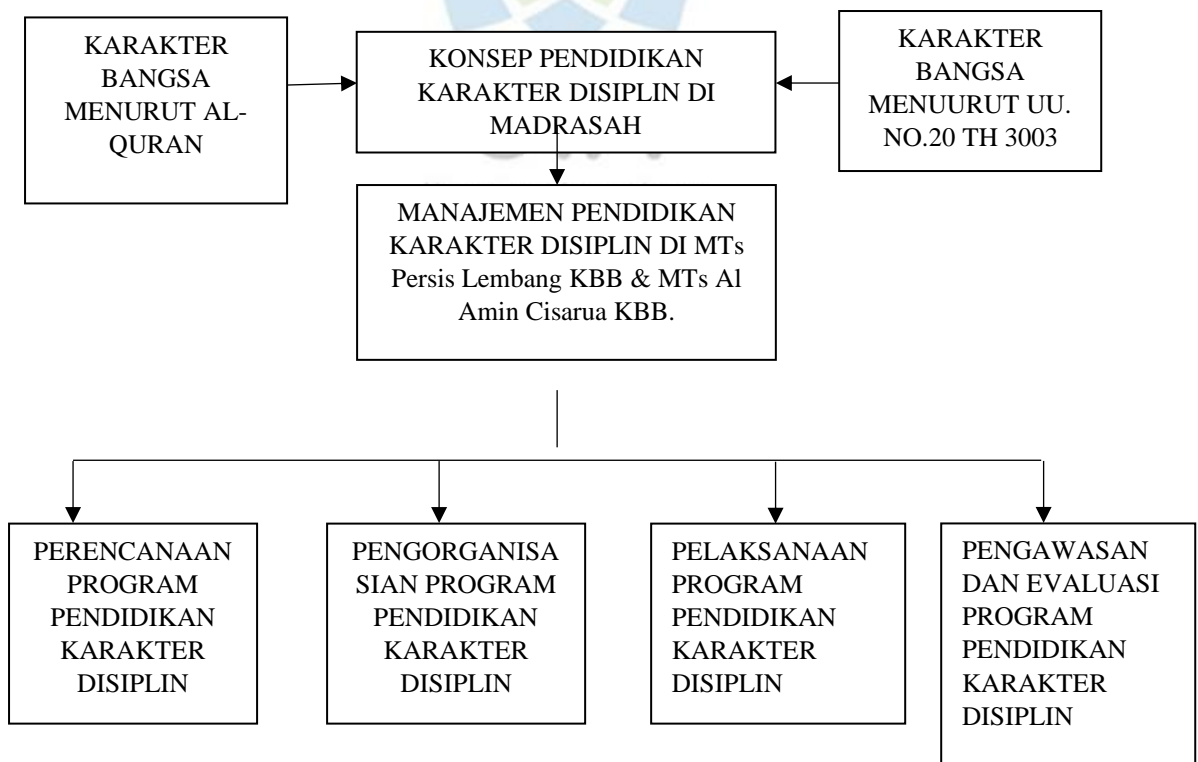 KARAKTER
BANGSA
MENURUT AL-
QURAN
KONSEP PENDIDIKAN
KARAKTER DISIPLIN DI
MADRASAH
KARAKTER
BANGSA
MENUURUT UU.
NO.20 TH 3003
MANAJEMEN PENDIDIKAN
KARAKTER DISIPLIN DI MTs
Persis Lembang KBB & MTs Al
Amin Cisarua KBB.
PERENCANAAN
PROGRAM
PENDIDIKAN
KARAKTER
DISIPLIN
PENGORGANISA
SIAN PROGRAM
PENDIDIKAN
KARAKTER
DISIPLIN
PELAKSANAAN
PROGRAM
PENDIDIKAN
KARAKTER
DISIPLIN
PENGAWASAN
DAN EVALUASI
PROGRAM
PENDIDIKAN
KARAKTER
DISIPLIN